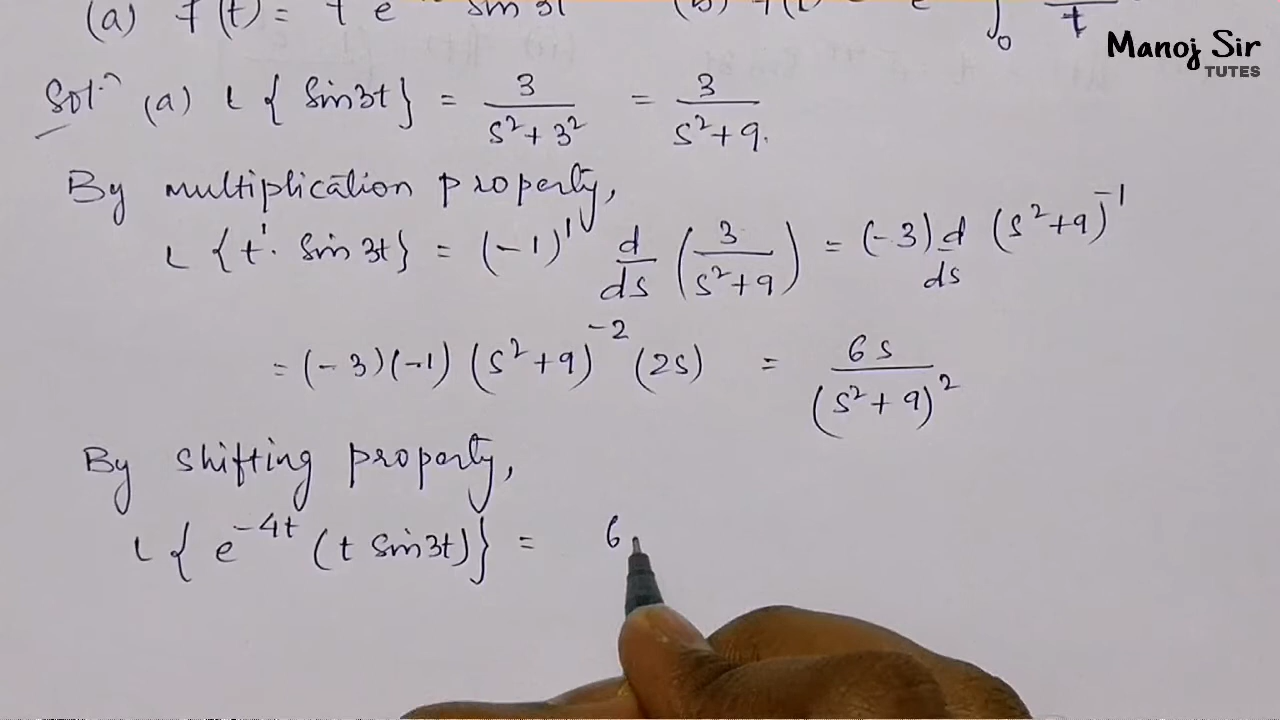 (a) f(t) = t e sin 3t (b) f(t) = e ∫₀ t
Manoj Sir
TUTES
Solⁿ (a) L { Sin3t } = 3/(s² + 3²) = 3/(s² + 9).
By multiplication property,
L { t¹. Sin 3t } = (-1)¹ d/ds (3/(s²+9)) = (-3) d/ds (s²+9)⁻¹
= (-3)(-1) (s²+9)⁻² (2s) = 6s/(s²+9)²
By shifting property,
L { e⁻⁴ᵗ (t Sin3t) } = 6